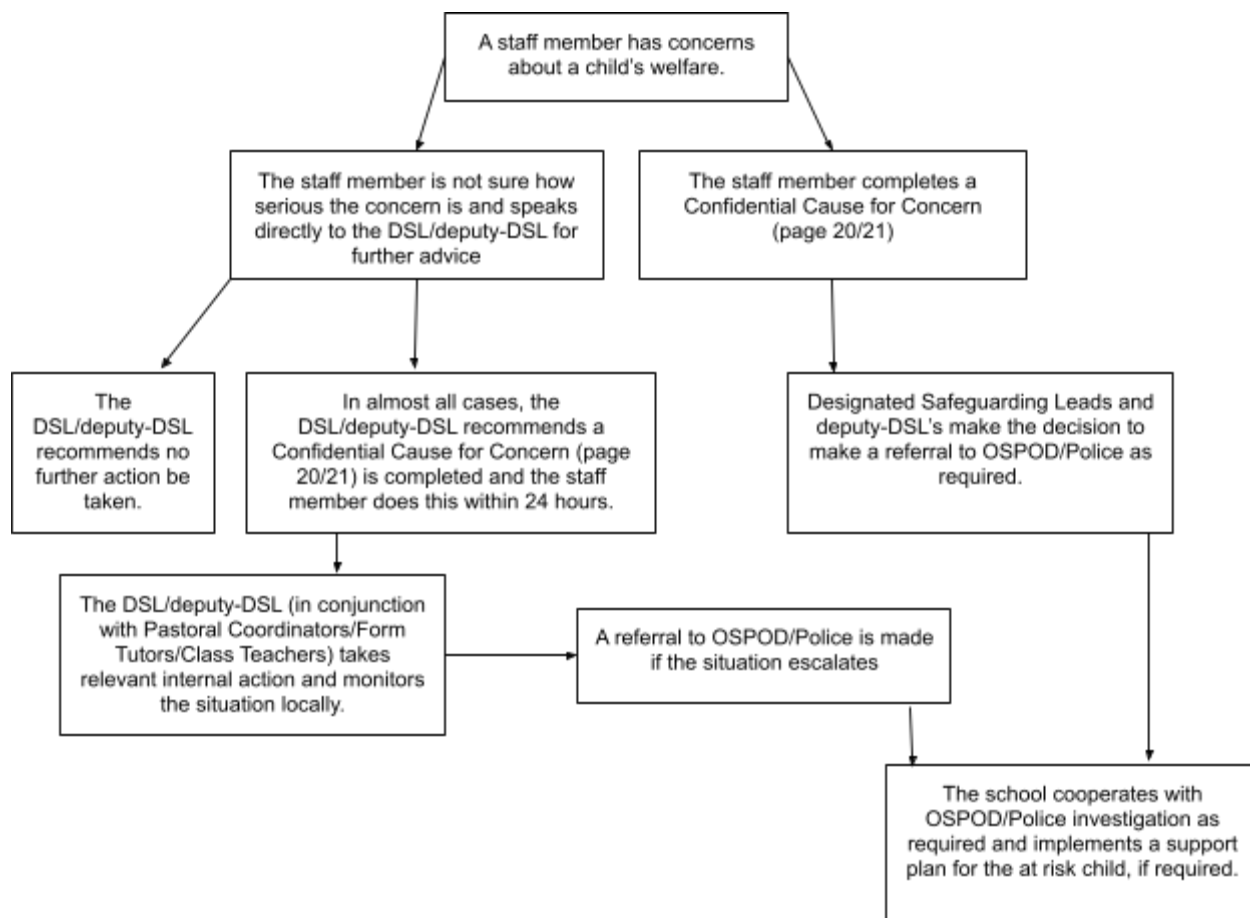 A staff member has concerns
about a child's welfare.
The staff member is not sure how
serious the concern is and speaks
directly to the DSL/deputy-DSL for
further advice
The staff member completes a
Confidential Cause for Concern
(page 20/21)
The
DSL/deputy-DSL
recommends no
further action be
taken.
In almost all cases, the
DSL/deputy-DSL recommends a
Confidential Cause for Concern (page
20/21) is completed and the staff
member does this within 24 hours.
Designated Safeguarding Leads and
deputy-DSL's make the decision to
make a referral to OSPOD/Police as
required.
The DSL/deputy-DSL (in conjunction
with Pastoral Coordinators/Form
Tutors/Class Teachers) takes
relevant internal action and monitors
the situation locally.
A referral to OSPOD/Police is made
if the situation escalates
The school cooperates with
OSPOD/Police investigation as
required and implements a support
plan for the at risk child, if required.